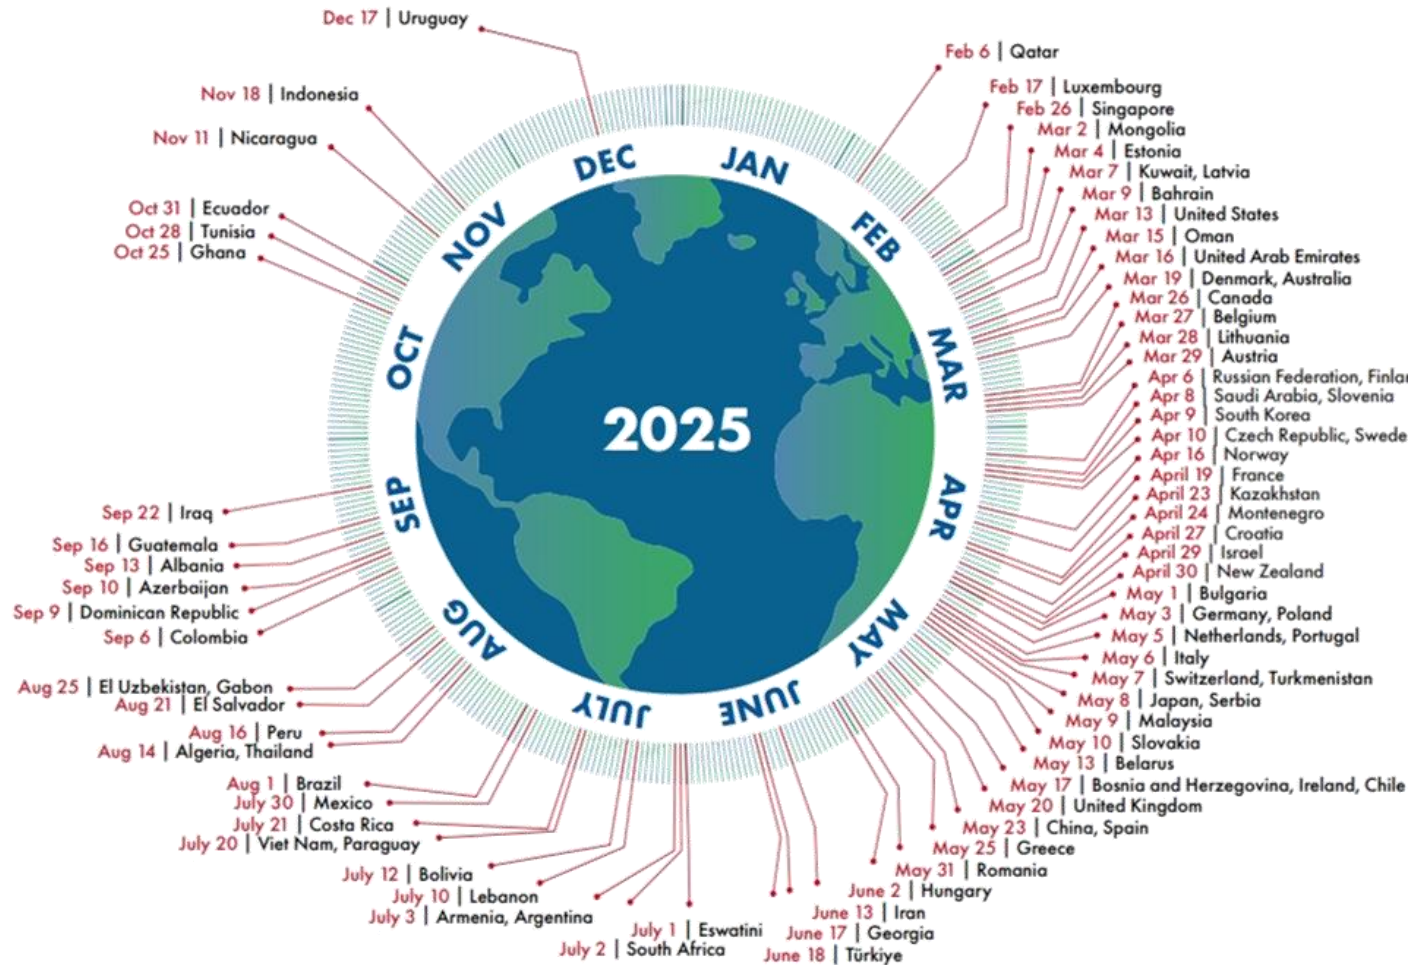 Dec 17 | Uruguay
Nov 18 | Indonesia
Nov 11 | Nicaragua
Oct 31 | Ecuador
Oct 28 | Tunisia
Oct 25 | Ghana
Sep 22 | Iraq
Sep 16 | Guatemala
Sep 13 | Albania
Sep 10 | Azerbaijan
Sep 9 | Dominican Republic
Sep 6 | Colombia
Aug 25 | El Uzbekistan, Gabon
Aug 21 | El Salvador
Aug 16 | Peru
Aug 14 | Algeria, Thailand
Aug 1 | Brazil
July 30 | Mexico
July 21 | Costa Rica
July 20 | Viet Nam, Paraguay
July 12 | Bolivia
July 10 | Lebanon
July 3 | Armenia, Argentina
July 2 | South Africa
July 1 | Eswatini
DEC
JAN
FEB
MAR
APR
MAY
JUNE
JULY
AUG
SEP
OCT
NOV
2025
Feb 6 | Qatar
Feb 17 | Luxembourg
Feb 26 | Singapore
Mar 2 | Mongolia
Mar 4 | Estonia
Mar 7 | Kuwait, Latvia
Mar 9 | Bahrain
Mar 13 | United States
Mar 15 | Oman
Mar 16 | United Arab Emirates
Mar 19 | Denmark, Australia
Mar 26 | Canada
Mar 27 | Belgium
Mar 28 | Lithuania
Mar 29 | Austria
Apr 6 | Russian Federation, Finlan
Apr 8 | Saudi Arabia, Slovenia
Apr 9 | South Korea
Apr 10 | Czech Republic, Swede
Apr 16 | Norway
April 19 | France
April 23 | Kazakhstan
April 24 | Montenegro
April 27 | Croatia
April 29 | Israel
April 30 | New Zealand
May 1 | Bulgaria
May 3 | Germany, Poland
May 5 | Netherlands, Portugal
May 6 | Italy
May 7 | Switzerland, Turkmenistan
May 8 | Japan, Serbia
May 9 | Malaysia
May 10 | Slovakia
May 13 | Belarus
May 17 | Bosnia and Herzegovina, Ireland, Chile
May 20 | United Kingdom
May 23 | China, Spain
May 25 | Greece
May 31 | Romania
June 2 | Hungary
June 13 | Iran
June 17 | Georgia
June 18 | Türkiye